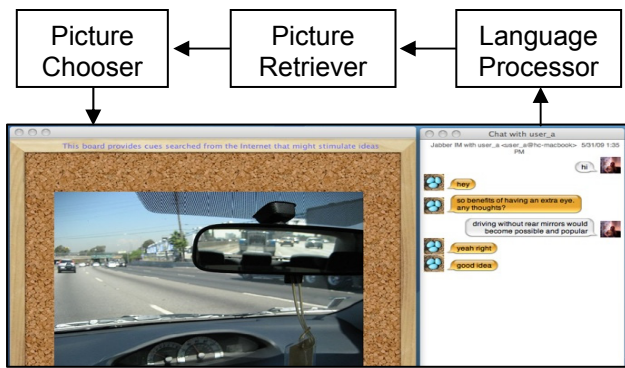 Picture
Chooser
Picture
Retriever
Language
Processor
This board provides cues searched from the Internet that might stimulate ideas
Chat with user_a
Jabber IM with user_a <user_a@hc-macbook> 5/31/09 1:35
PM
hi
hey
so benefits of having an extra eye.
any thoughts?
driving without rear mirrors would
become possible and popular
yeah right
good idea